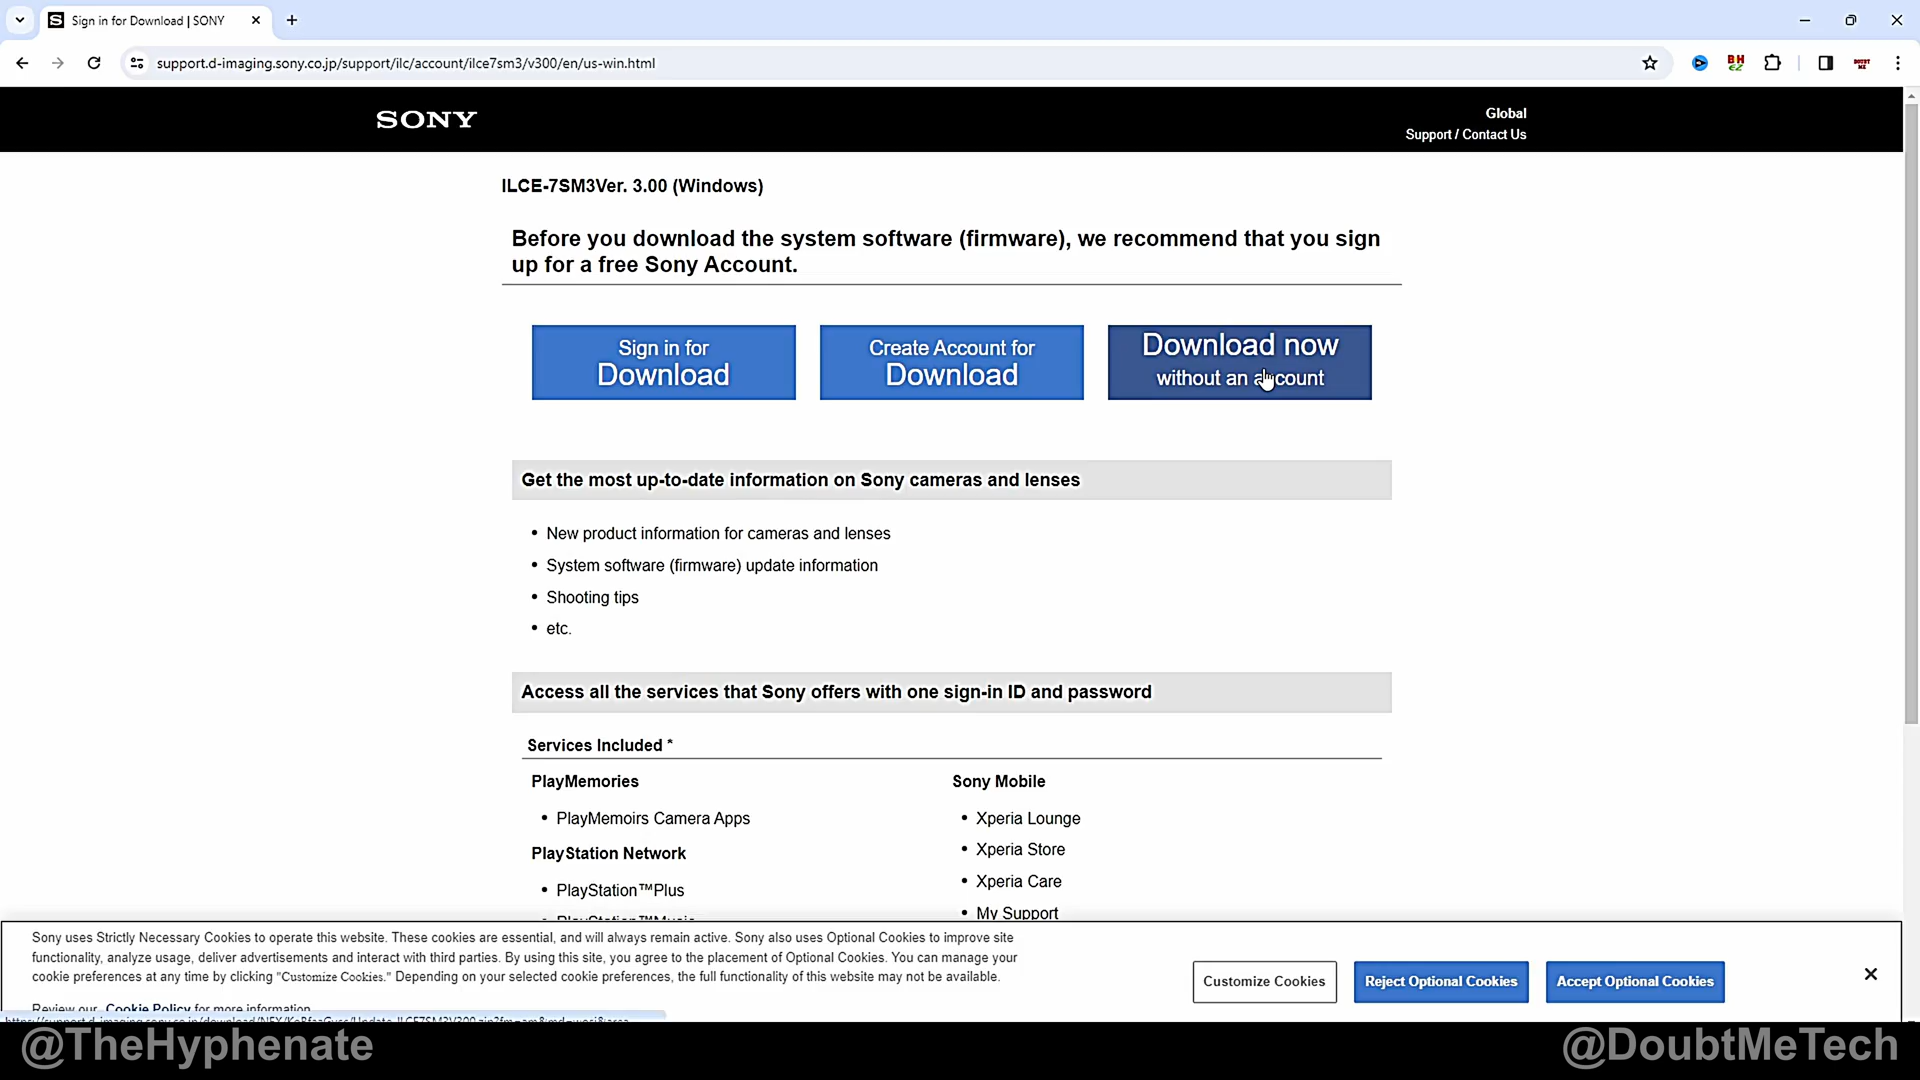 Sign in for Download | SONY
support.d-imaging.sony.co.jp/support/ilc/account/ilce7sm3/v300/en/us-win.html
SONY
Global
Support / Contact Us
ILCE-7SM3Ver. 3.00 (Windows)
Before you download the system software (firmware), we recommend that you sign
up for a free Sony Account.
Sign in for
Download
Create Account for
Download
Download now
without an account
Get the most up-to-date information on Sony cameras and lenses
• New product information for cameras and lenses
• System software (firmware) update information
• Shooting tips
• etc.
Access all the services that Sony offers with one sign-in ID and password
Services Included *
PlayMemories
• PlayMemoirs Camera Apps
PlayStation Network
• PlayStation™Plus
• PlayStation™Music
Sony Mobile
• Xperia Lounge
• Xperia Store
• Xperia Care
• My Support
Sony uses Strictly Necessary Cookies to operate this website. These cookies are essential, and will always remain active. Sony also uses Optional Cookies to improve site
functionality, analyze usage, deliver advertisements and interact with third parties. By using this site, you agree to the placement of Optional Cookies. You can manage your
cookie preferences at any time by clicking "Customize Cookies." Depending on your selected cookie preferences, the full functionality of this website may not be available.
Review our Cookie Policy for more information
Customize Cookies
Reject Optional Cookies
Accept Optional Cookies
@TheHyphenate
@DoubtMeTech